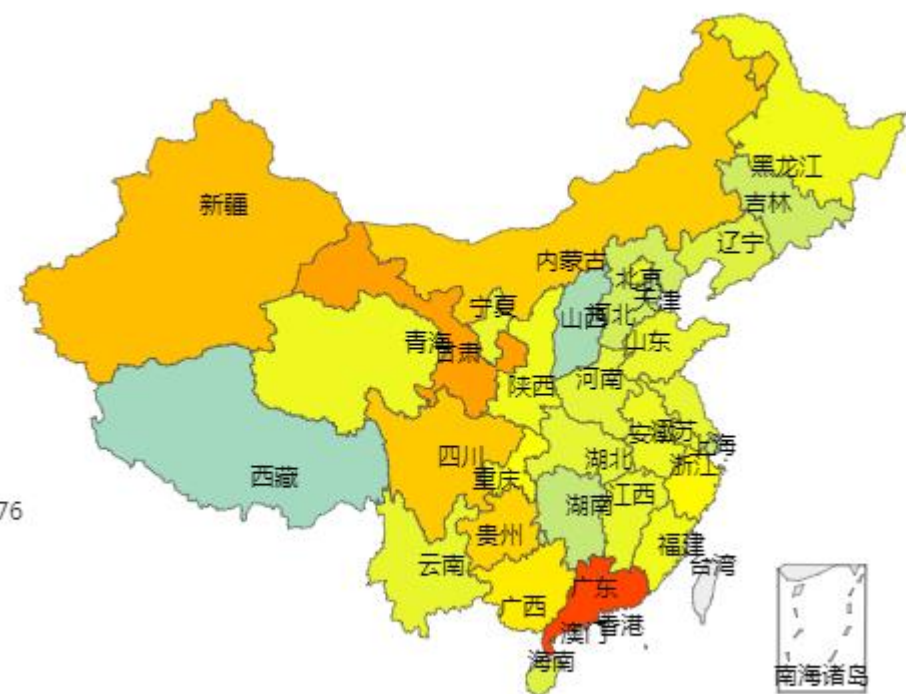 黑龙江
吉林
新疆
辽宁
内蒙古
北京
天津
宁夏
山西
河北
青海
甘肃
山东
陕西
河南
安徽
江苏
上海
四川
湖北
浙江
重庆
西藏
湖南
江西
76
贵州
福建
云南
台湾
广东
广西
香港
澳门
海南
南海诸岛